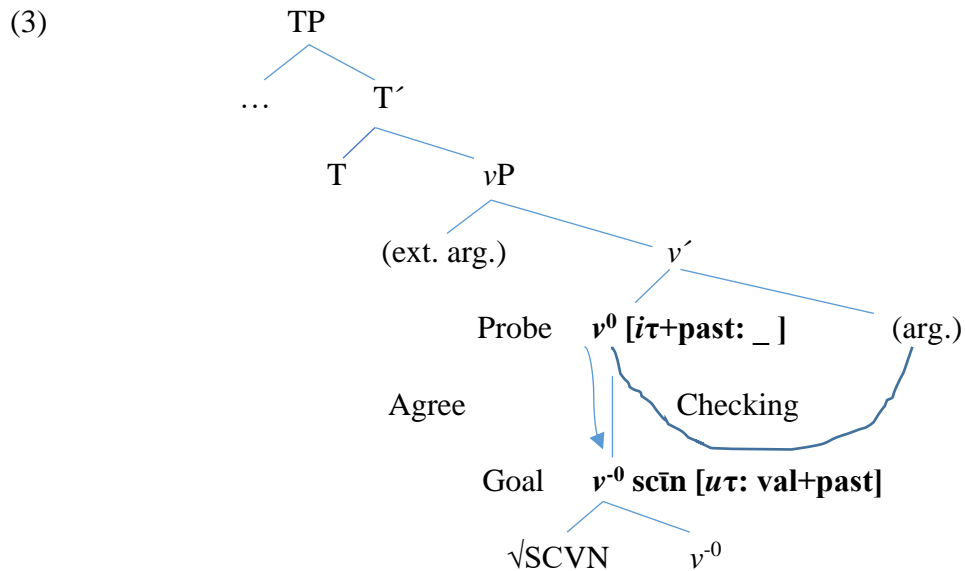 (3) TP
… T´
T vP
(ext. arg.) v´
Probe v⁰ [iτ+past: _ ] (arg.)
Agree Checking
Goal v⁻⁰ scīn [uτ: val+past]
√SCVN v⁻⁰